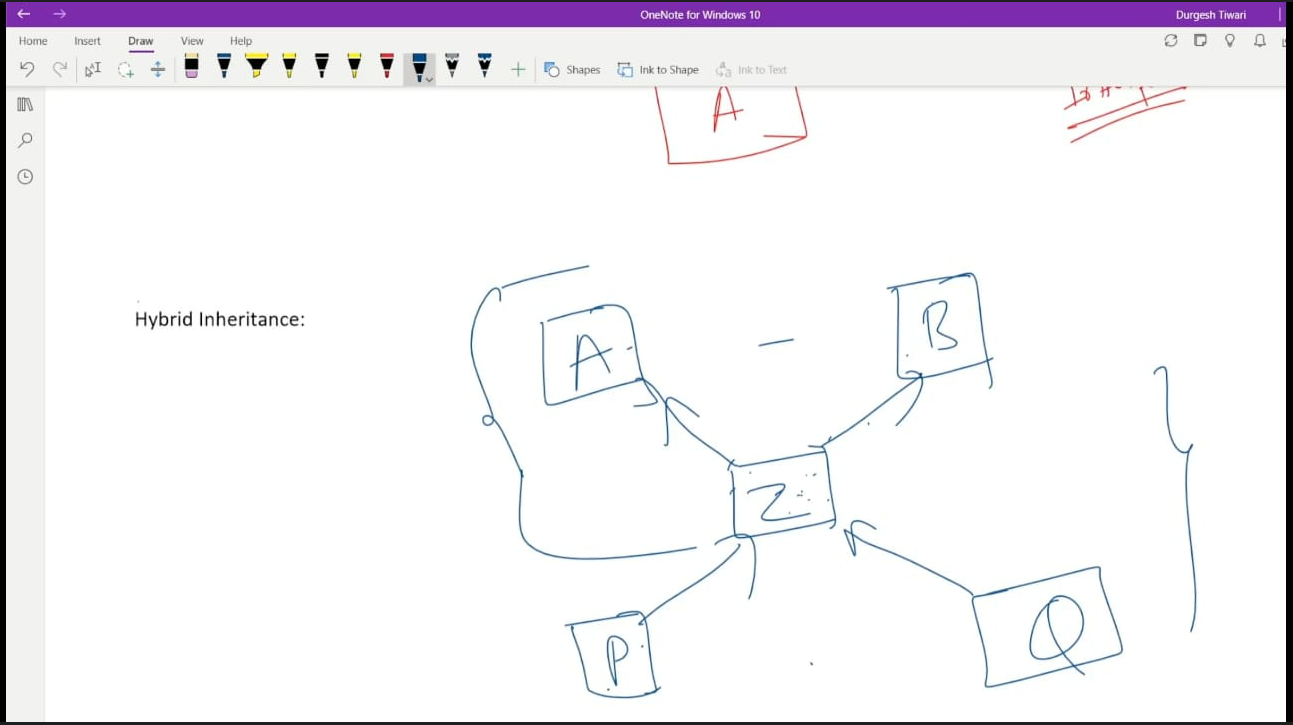 OneNote for Windows 10
Durgesh Tiwari
Home Insert Draw View Help
Shapes Ink to Shape Ink to Text
A
Hybrid Inheritance:
A
B
Z
P
Q